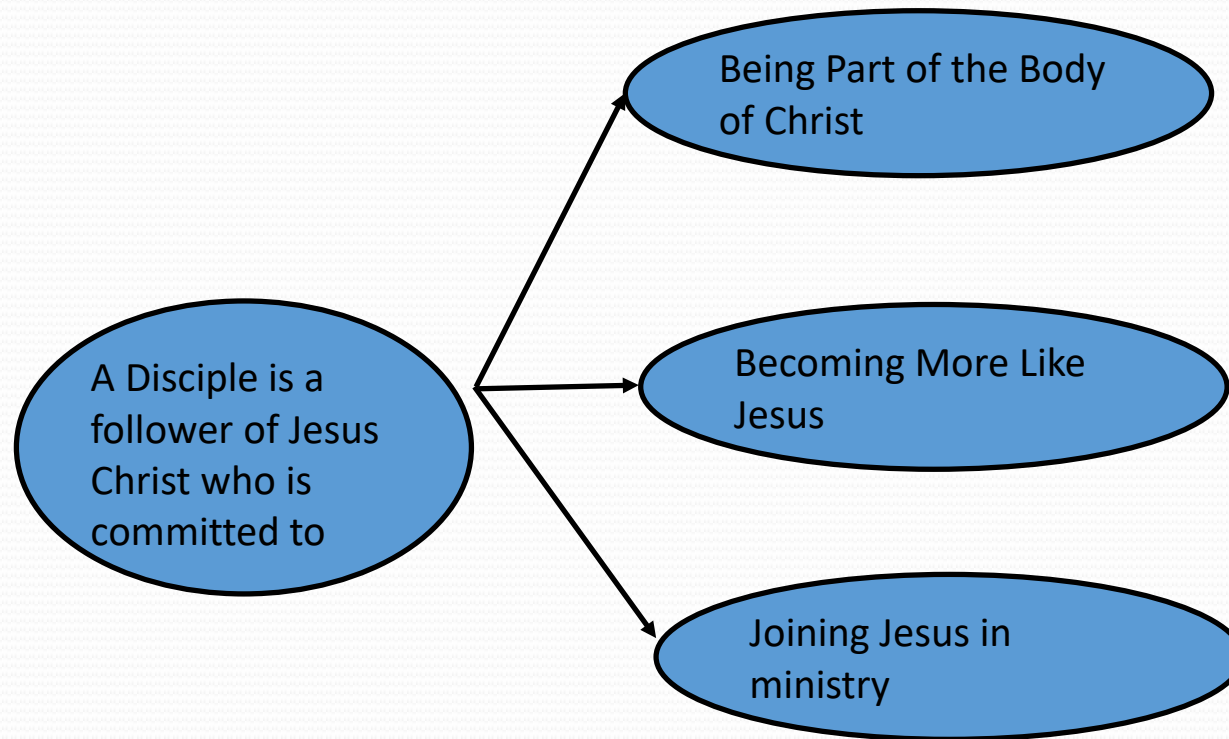 Being Part of the Body
of Christ
A Disciple is a
follower of Jesus
Christ who is
committed to
Becoming More Like
Jesus
Joining Jesus in
ministry